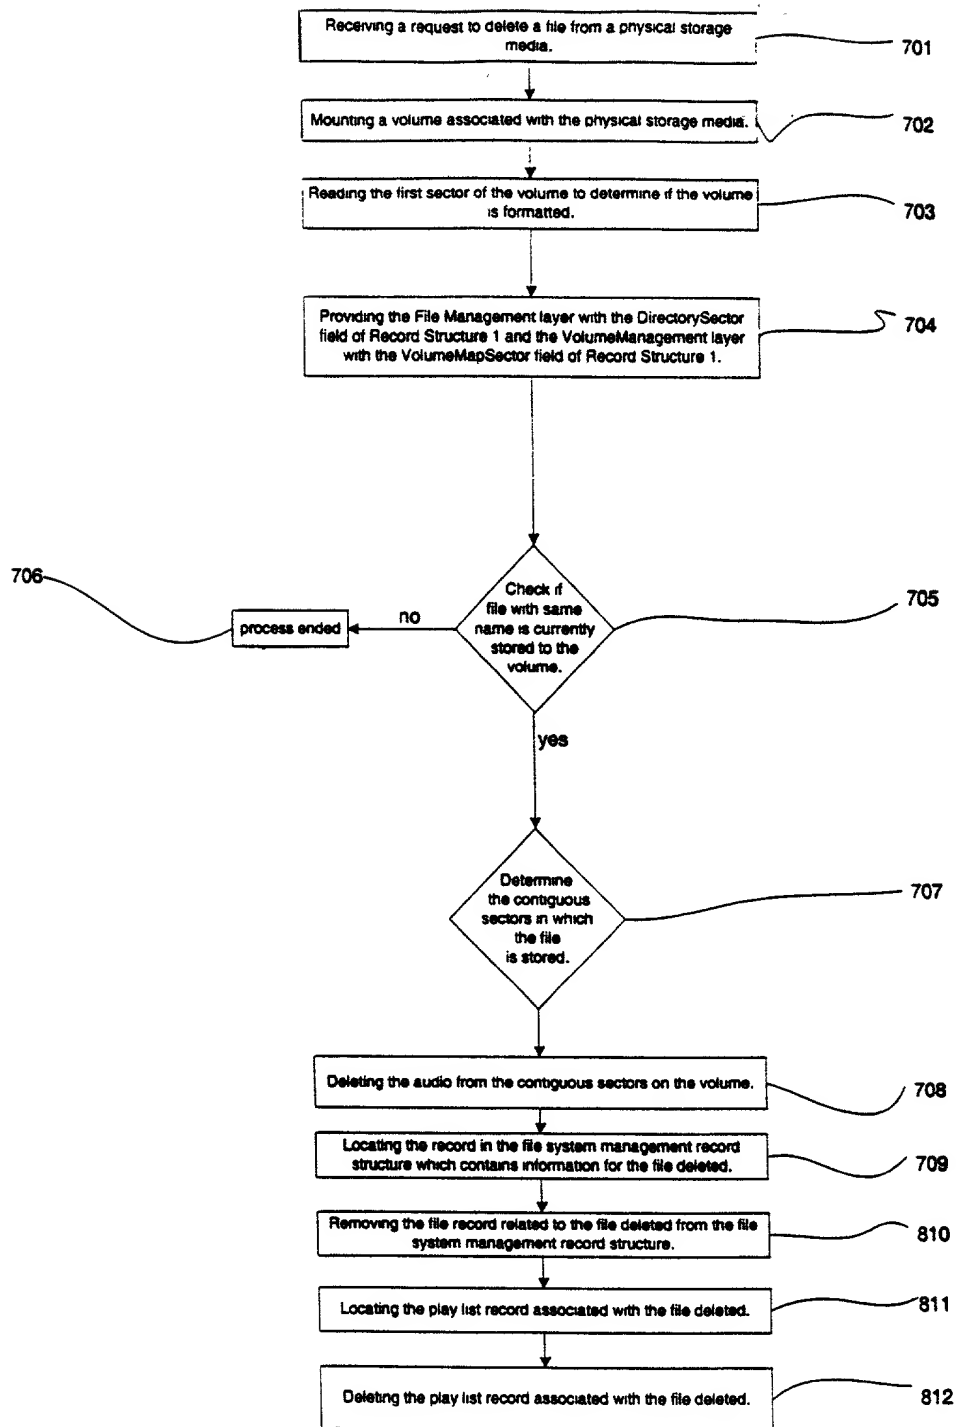 Receiving a request to delete a file from a physical storage
media.
701
Mounting a volume associated with the physical storage media.
702
Reading the first sector of the volume to determine if the volume
is formatted.
703
Providing the File Management layer with the DirectorySector
field of Record Structure 1 and the VolumeManagement layer
with the VolumeMapSector field of Record Structure 1.
704
706
process ended
no
Check if
file with same
name is currently
stored to the
volume.
705
yes
Determine
the contiguous
sectors in which
the file
is stored.
707
Deleting the audio from the contiguous sectors on the volume.
708
Locating the record in the file system management record
structure which contains information for the file deleted.
709
Removing the file record related to the file deleted from the file
system management record structure.
810
Locating the play list record associated with the file deleted.
811
Deleting the play list record associated with the file deleted.
812